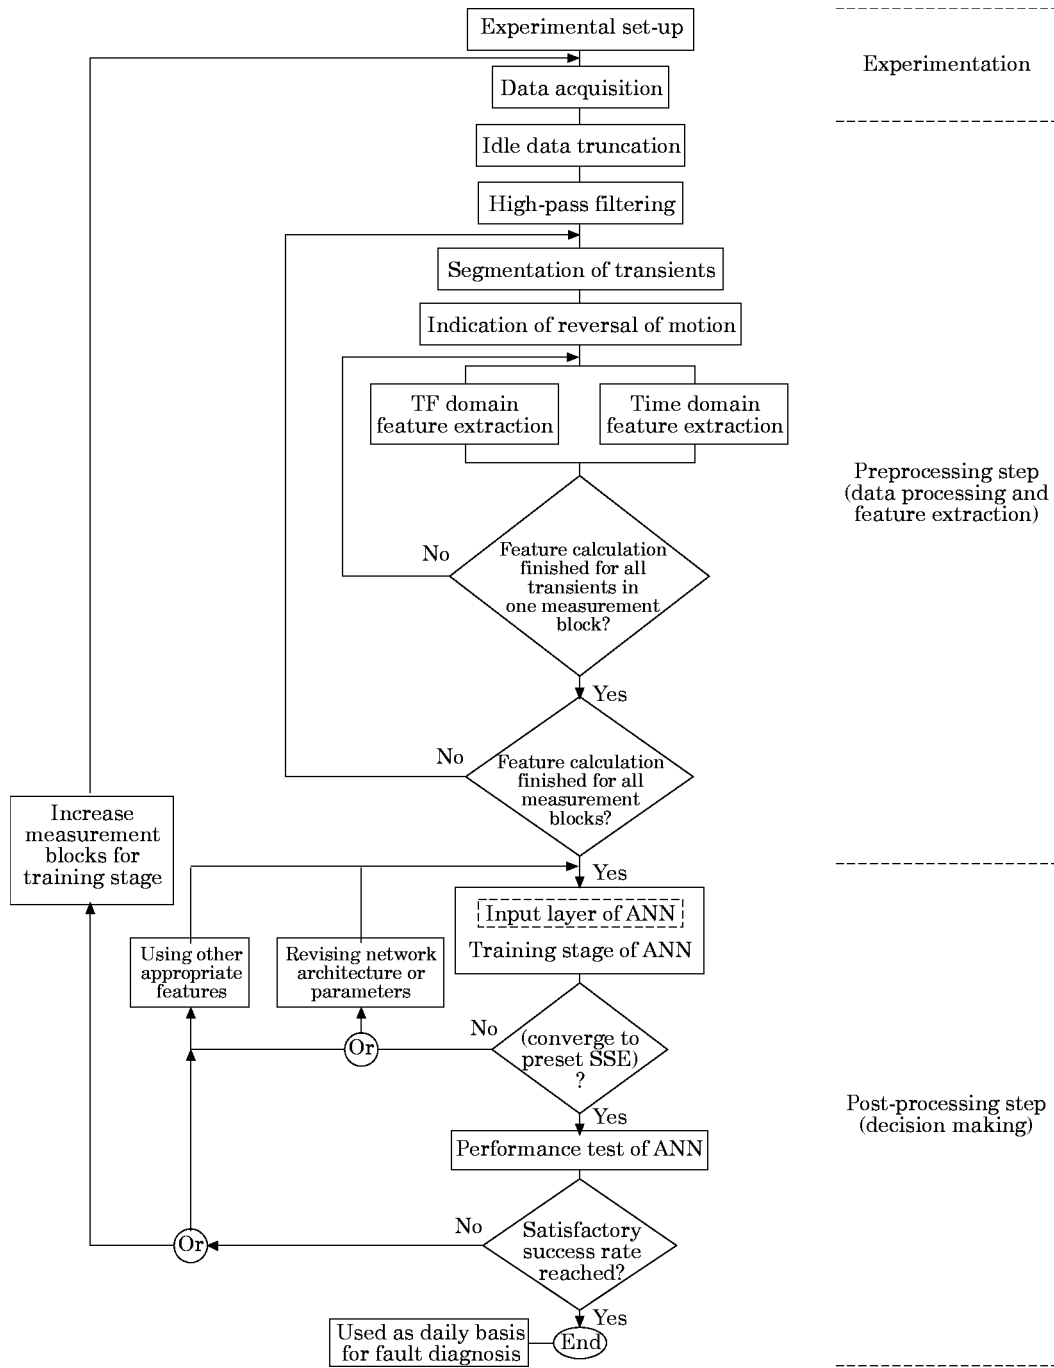 Experimental set-up
Experimentation
Data acquisition
Idle data truncation
High-pass filtering
Segmentation of transients
Indication of reversal of motion
TF domain
feature extraction
Time domain
feature extraction
Preprocessing step
(data processing and
feature extraction)
No
Feature calculation
finished for all
transients in
one measurement
block?
Yes
No
Feature calculation
finished for all
measurement
blocks?
Yes
Increase
measurement
blocks for
training stage
Input layer of ANN
Training stage of ANN
Using other
appropriate
features
Revising network
architecture or
parameters
No
Or
(converge to
preset SSE)
?
Yes
Post-processing step
(decision making)
Performance test of ANN
No
Or
Satisfactory
success rate
reached?
Yes
Used as daily basis
for fault diagnosis
End